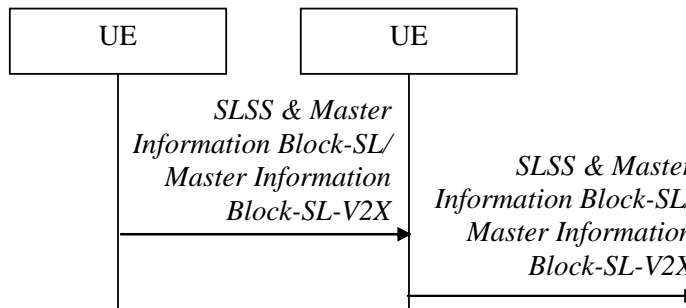 UE
UE
SLSS & Master
Information Block-SL/
Master Information
Block-SL-V2X
SLSS & Master
Information Block-SL/
Master Information
Block-SL-V2X